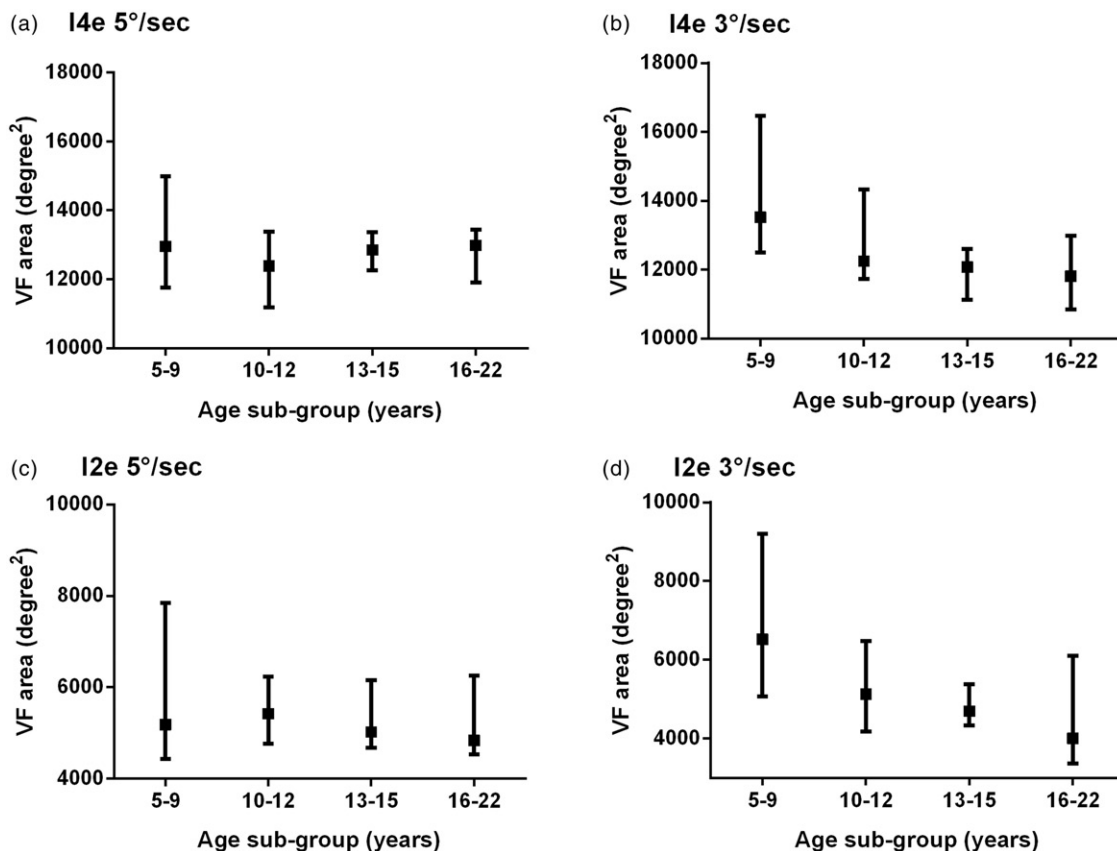 (a) I4e 5°/sec
VF area (degree²)
18000
16000
14000
12000
10000
5-9 10-12 13-15 16-22
Age sub-group (years)
(b) I4e 3°/sec
VF area (degree²)
18000
16000
14000
12000
10000
5-9 10-12 13-15 16-22
Age sub-group (years)
(c) I2e 5°/sec
VF area (degree²)
10000
8000
6000
4000
5-9 10-12 13-15 16-22
Age sub-group (years)
(d) I2e 3°/sec
VF area (degree²)
10000
8000
6000
4000
5-9 10-12 13-15 16-22
Age sub-group (years)